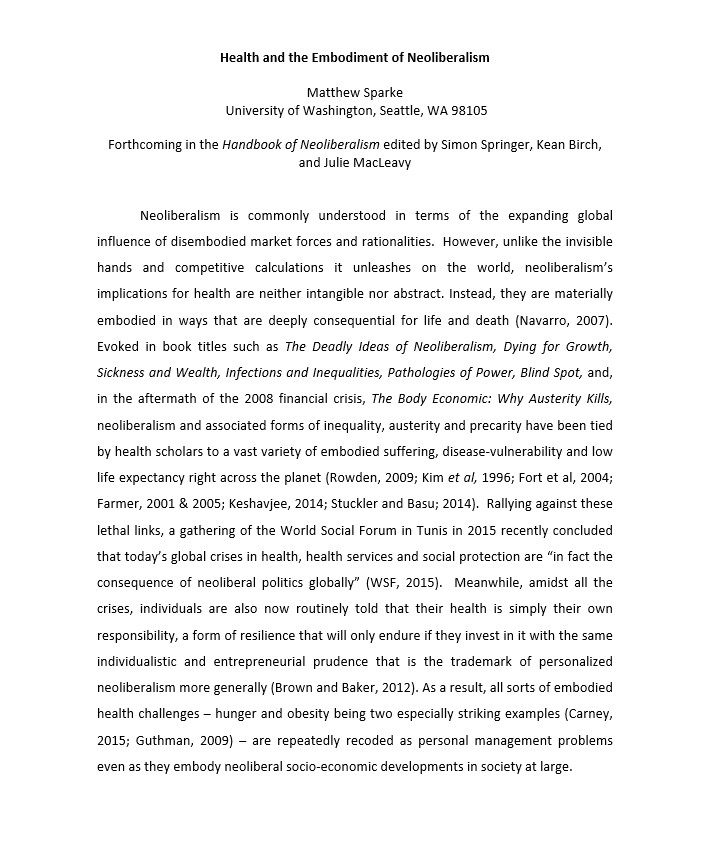 Health and the Embodiment of Neoliberalism
Matthew Sparke
University of Washington, Seattle, WA 98105
Forthcoming in the Handbook of Neoliberalism edited by Simon Springer, Kean Birch,
and Julie MacLeavy
Neoliberalism is commonly understood in terms of the expanding global
influence of disembodied market forces and rationalities.  However, unlike the invisible
hands and competitive calculations it unleashes on the world, neoliberalism’s
implications for health are neither intangible nor abstract. Instead, they are materially
embodied in ways that are deeply consequential for life and death (Navarro, 2007).
Evoked in book titles such as The Deadly Ideas of Neoliberalism, Dying for Growth,
Sickness and Wealth, Infections and Inequalities, Pathologies of Power, Blind Spot, and,
in the aftermath of the 2008 financial crisis, The Body Economic: Why Austerity Kills,
neoliberalism and associated forms of inequality, austerity and precarity have been tied
by health scholars to a vast variety of embodied suffering, disease-vulnerability and low
life expectancy right across the planet (Rowden, 2009; Kim et al, 1996; Fort et al, 2004;
Farmer, 2001 & 2005; Keshavjee, 2014; Stuckler and Basu; 2014).  Rallying against these
lethal links, a gathering of the World Social Forum in Tunis in 2015 recently concluded
that today’s global crises in health, health services and social protection are “in fact the
consequence of neoliberal politics globally” (WSF, 2015).  Meanwhile, amidst all the
crises, individuals are also now routinely told that their health is simply their own
responsibility, a form of resilience that will only endure if they invest in it with the same
individualistic and entrepreneurial prudence that is the trademark of personalized
neoliberalism more generally (Brown and Baker, 2012). As a result, all sorts of embodied
health challenges – hunger and obesity being two especially striking examples (Carney,
2015; Guthman, 2009) – are repeatedly recoded as personal management problems
even as they embody neoliberal socio-economic developments in society at large.